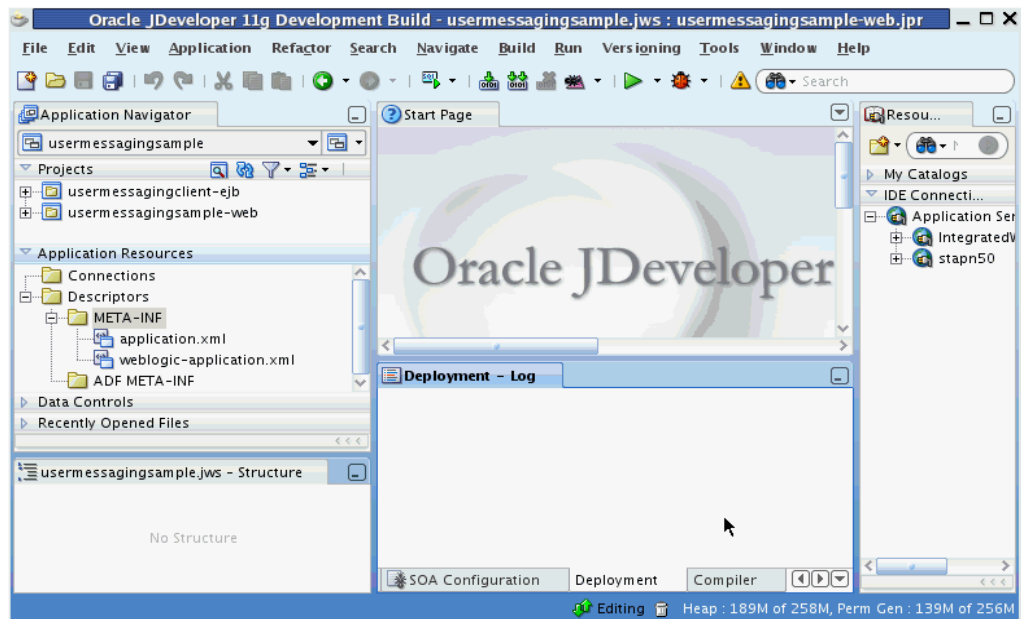 Oracle JDeveloper 11g Development Build - usermessagingsample.jws : usermessagingsample-web.jpr
File Edit View Application Refactor Search Navigate Build Run Versioning Tools Window Help
Search
Application Navigator
usermessagingsample
Projects
usermessagingclient-ejb
usermessagingsample-web
Application Resources
Connections
Descriptors
META-INF
application.xml
weblogic-application.xml
ADF META-INF
Data Controls
Recently Opened Files
usermessagingsample.jws - Structure
No Structure
Start Page
Oracle JDeveloper
Deployment - Log
SOA Configuration Deployment Compiler
Resou...
My Catalogs
IDE Connecti...
Application Ser
IntegratedW
stapn50
Editing Heap : 189M of 258M, Perm Gen : 139M of 256M